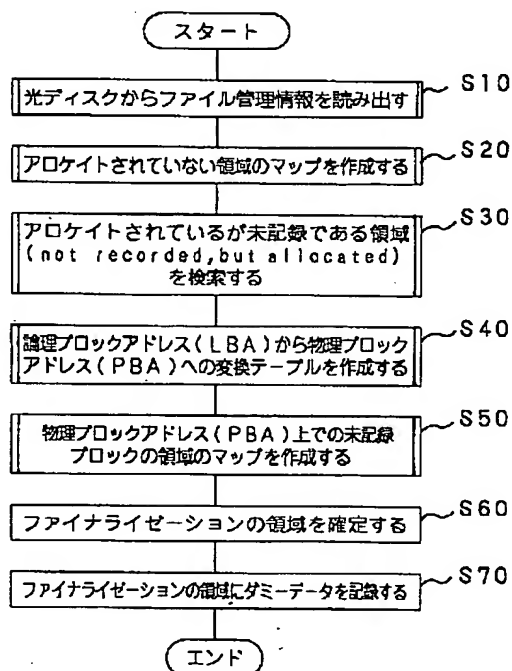 スタート
光ディスクからファイル管理情報を読み出す
S10
アロケイトされていない領域のマップを作成する
S20
アロケイトされているが未記録である領域
(not recorded,but allocated)
を検索する
S30
論理ブロックアドレス(LBA)から物理ブロック
アドレス(PBA)への変換テーブルを作成する
S40
物理ブロックアドレス(PBA)上での未記録
ブロックの領域のマップを作成する
S50
ファイナライゼーションの領域を確定する
S60
ファイナライゼーションの領域にダミーデータを記録する
S70
エンド